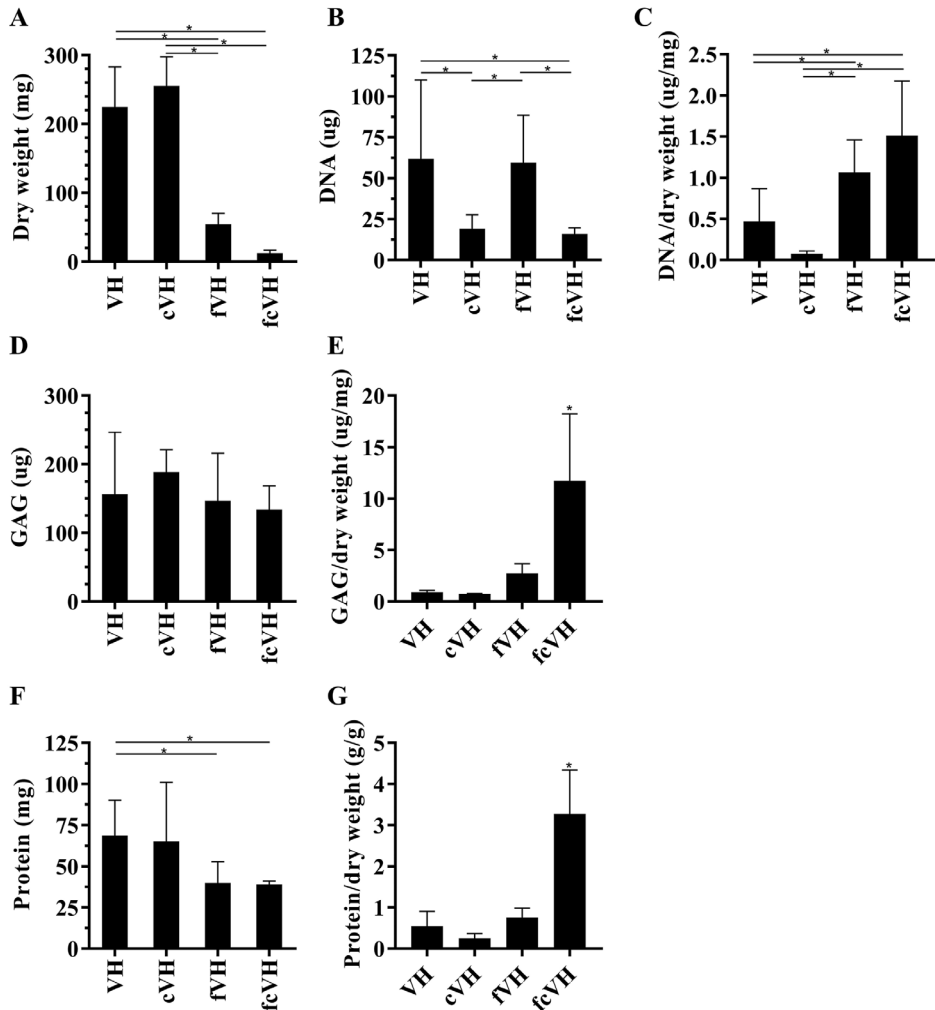 A
Dry weight (mg)
300
200
100
0
*
*
*
*
VH
cVH
fVH
fcVH
B
DNA (ug)
125
100
75
50
25
0
*
*
*
*
VH
cVH
fVH
fcVH
C
DNA/dry weight (ug/mg)
2.5
2.0
1.5
1.0
0.5
0.0
*
*
*
*
VH
cVH
fVH
fcVH
D
GAG (ug)
300
200
100
0
VH
cVH
fVH
fcVH
E
GAG/dry weight (ug/mg)
20
15
10
5
0
*
VH
cVH
fVH
fcVH
F
Protein (mg)
125
100
75
50
25
0
*
*
VH
cVH
fVH
fcVH
G
Protein/dry weight (g/g)
5
4
3
2
1
0
*
VH
cVH
fVH
fcVH